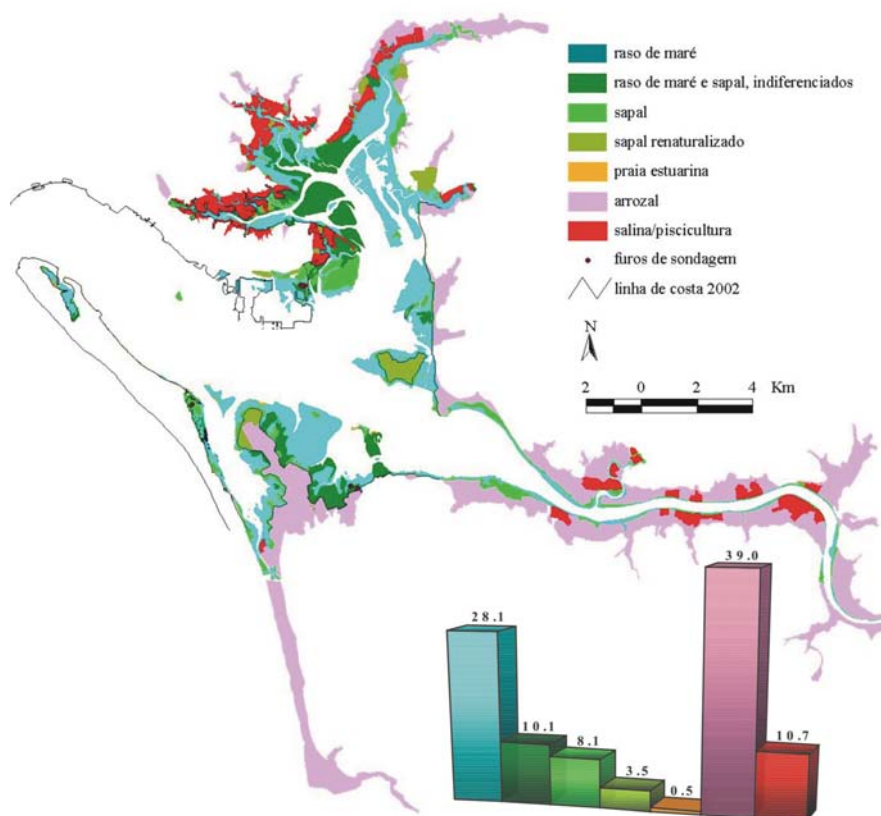 raso de maré
raso de maré e sapal, indiferenciados
sapal
sapal renaturalizado
praia estuarina
arrozal
salina/piscicultura
furos de sondagem
linha de costa 2002
N
2 0 2 4 Km
39.0
28.1
10.1
8.1
3.5
0.5
10.7